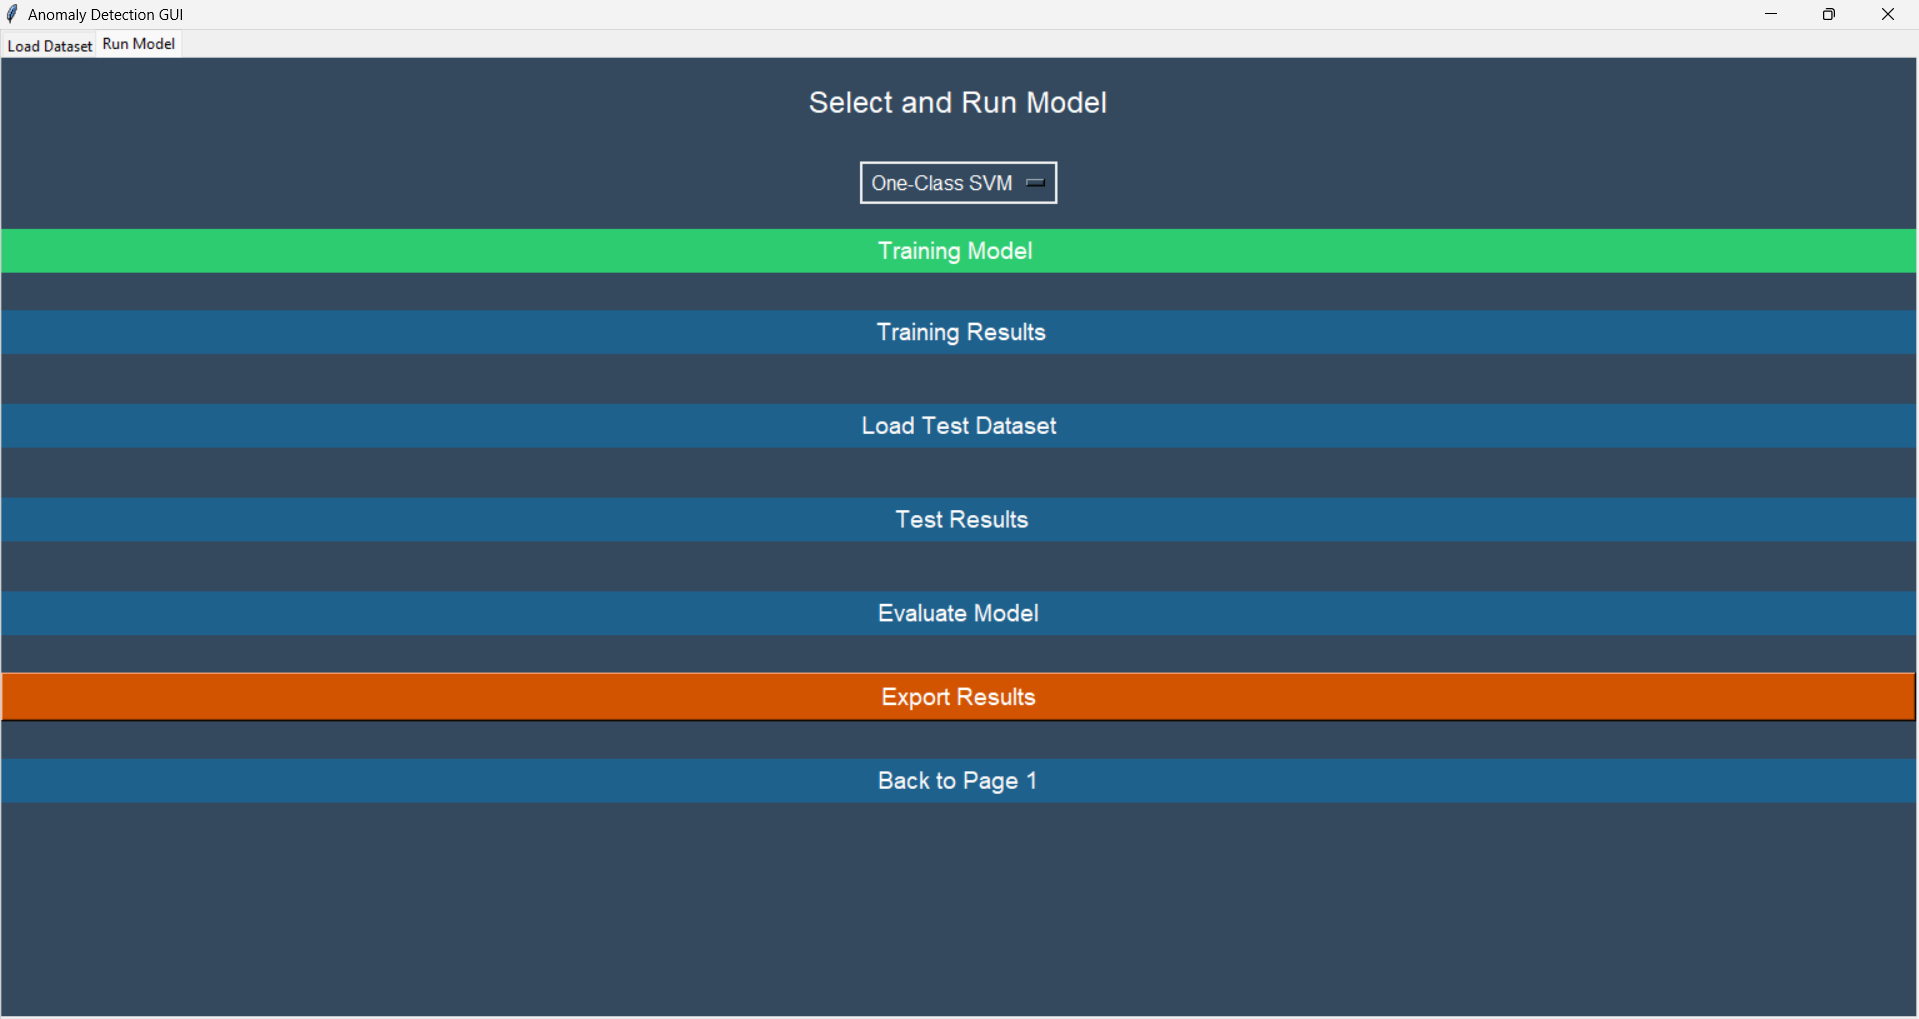 Anomaly Detection GUI
Load Dataset Run Model
Select and Run Model
One-Class SVM
Training Model
Training Results
Load Test Dataset
Test Results
Evaluate Model
Export Results
Back to Page 1